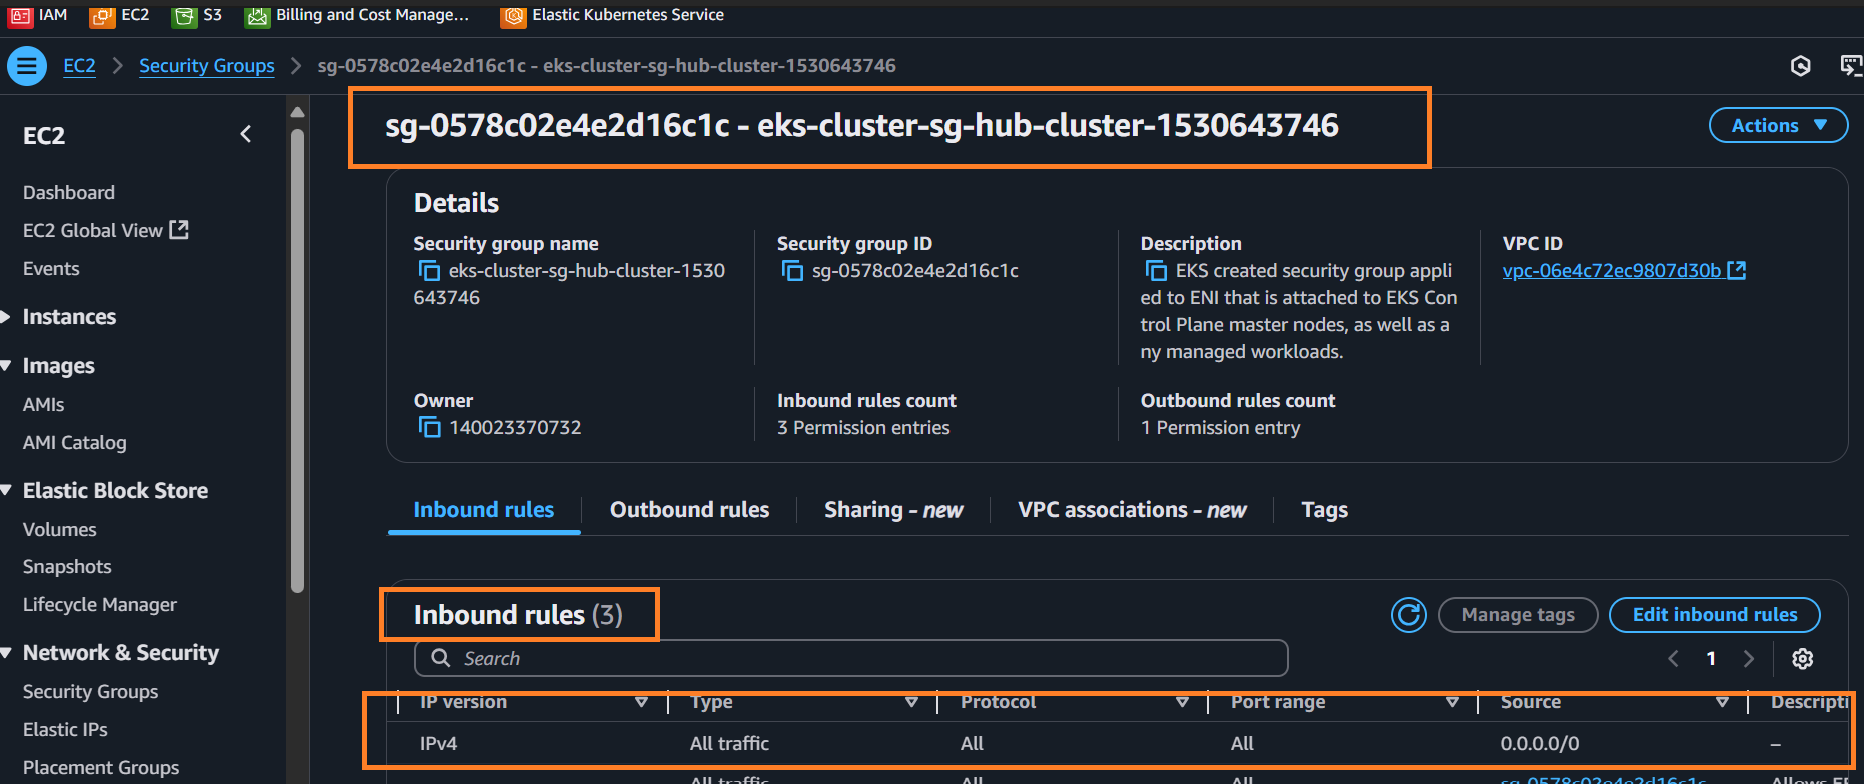 IAM EC2 S3 Billing and Cost Manage... Elastic Kubernetes Service
EC2 > Security Groups > sg-0578c02e4e2d16c1c - eks-cluster-sg-hub-cluster-1530643746
EC2
Dashboard
EC2 Global View
Events
Instances
Images
AMIs
AMI Catalog
Elastic Block Store
Volumes
Snapshots
Lifecycle Manager
Network & Security
Security Groups
Elastic IPs
Placement Groups
sg-0578c02e4e2d16c1c - eks-cluster-sg-hub-cluster-1530643746
Actions
Details
Security group name
eks-cluster-sg-hub-cluster-1530
643746
Security group ID
sg-0578c02e4e2d16c1c
Description
EKS created security group appli
ed to ENI that is attached to EKS Con
trol Plane master nodes, as well as a
ny managed workloads.
VPC ID
vpc-06e4c72ec9807d30b
Owner
140023370732
Inbound rules count
3 Permission entries
Outbound rules count
1 Permission entry
Inbound rules Outbound rules Sharing - new VPC associations - new Tags
Inbound rules (3)
Manage tags Edit inbound rules
Search
1
IP version Type Protocol Port range Source Descripti
IPv4 All traffic All All 0.0.0.0/0 –
All traffic All All sg-0578c02e4e2d16c1c Allows EF